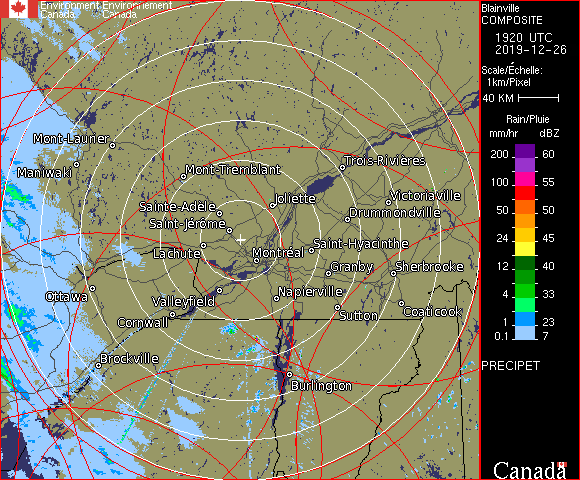 Environment Environnement
Canada Canada
Blainville
COMPOSITE
1920 UTC
2019-12-26
Scale/Échelle:
1km/Pixel
40 KM
Rain/Pluie
mm/hr dBZ
200 60
100 55
50 50
24 45
12 40
4 33
1 23
0.1 7
PRECIPET
Canada
Mont-Laurier
Maniwaki
Mont-Tremblant
Trois-Rivières
Joliette
Victoriaville
Sainte-Adèle
Drummondville
Saint-Jérôme
Saint-Hyacinthe
Lachute
Montréal
Granby
Sherbrooke
Ottawa
Valleyfield
Napierville
Cornwall
Sutton
Coaticook
Brockville
Burlington